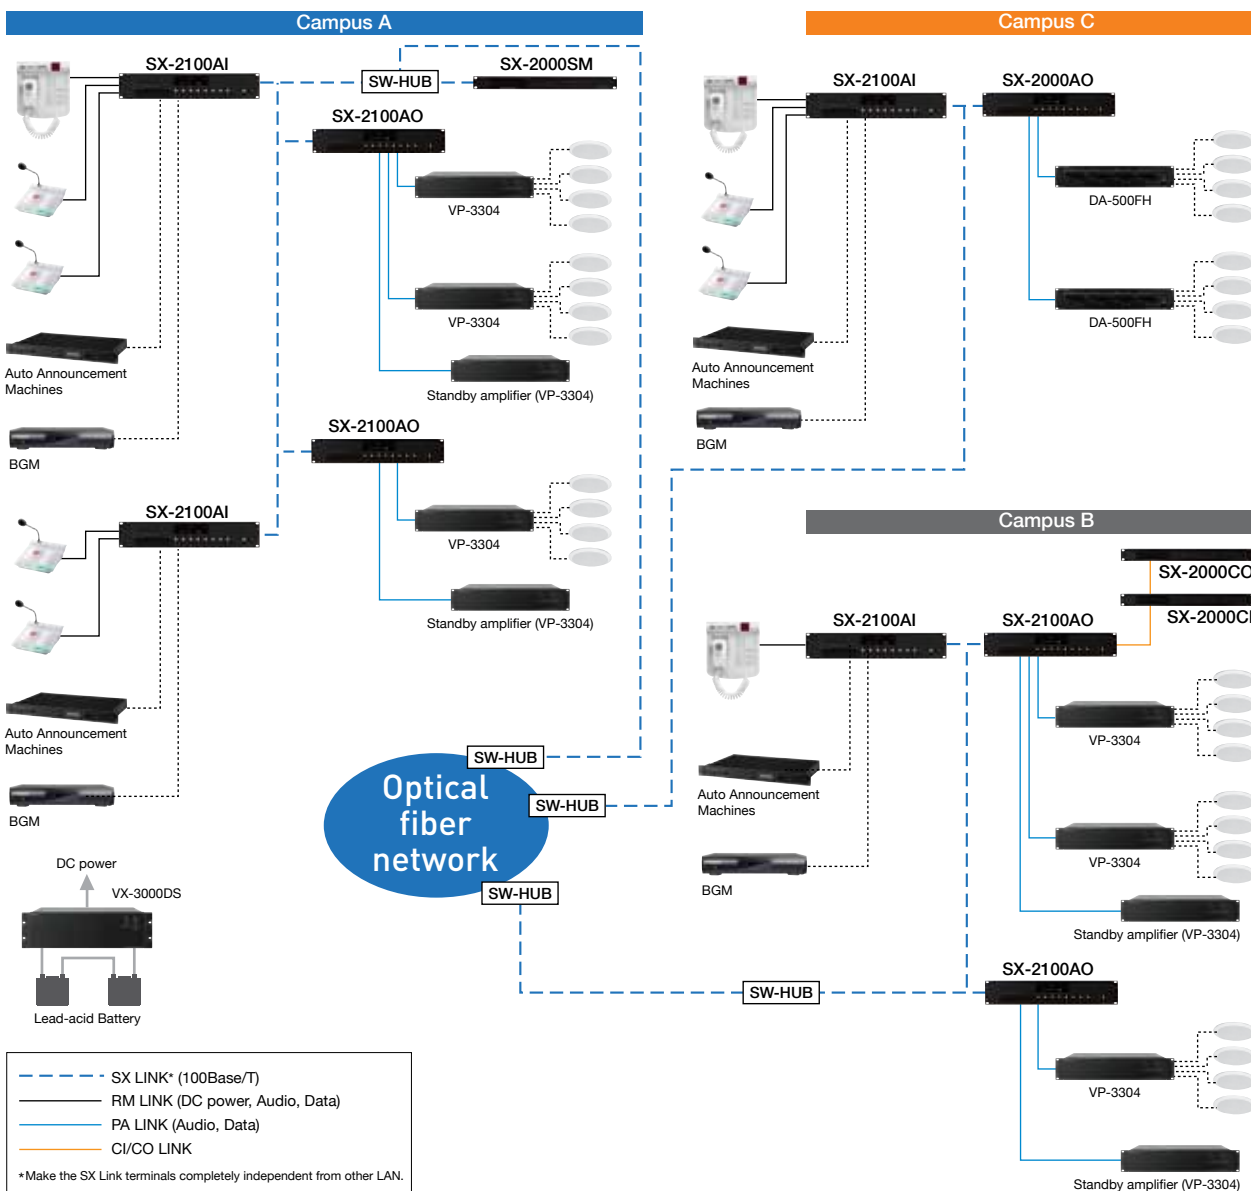 Campus A
SX-2100AI
SW-HUB
SX-2000SM
SX-2100AO
VP-3304
VP-3304
Auto Announcement
Machines
Standby amplifier (VP-3304)
BGM
SX-2100AO
SX-2100AI
VP-3304
Standby amplifier (VP-3304)
Auto Announcement
Machines
BGM
Campus C
SX-2100AI
SX-2000AO
DA-500FH
DA-500FH
Auto Announcement
Machines
BGM
Campus B
SX-2000CO
SX-2000CI
SX-2100AI
SX-2100AO
VP-3304
Auto Announcement
Machines
VP-3304
BGM
Standby amplifier (VP-3304)
SX-2100AO
VP-3304
Standby amplifier (VP-3304)
SW-HUB
SW-HUB
Optical
fiber
network
SW-HUB
SW-HUB
DC power
VX-3000DS
Lead-acid Battery
SX LINK* (100Base/T)
RM LINK (DC power, Audio, Data)
PA LINK (Audio, Data)
CI/CO LINK
*Make the SX Link terminals completely independent from other LAN.